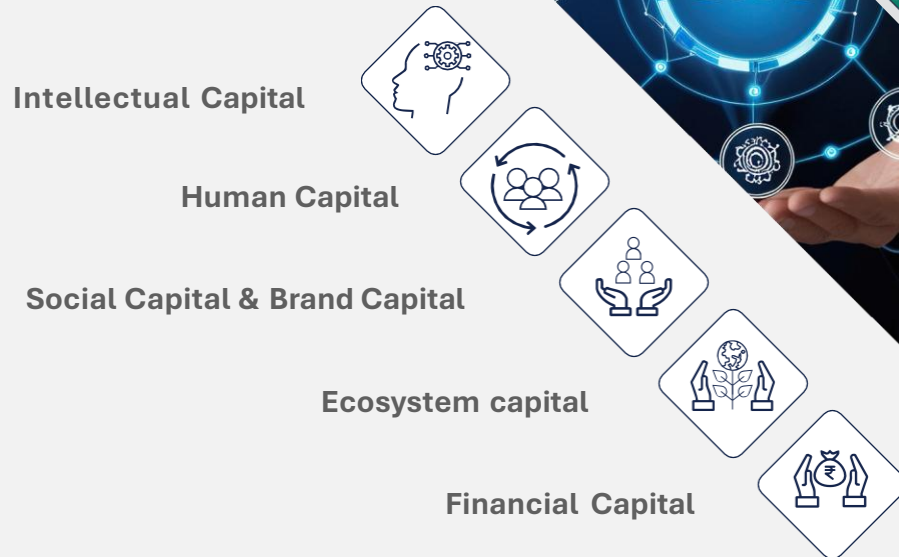 Intellectual Capital
Human Capital
Social Capital & Brand Capital
Ecosystem capital
Financial Capital
₹